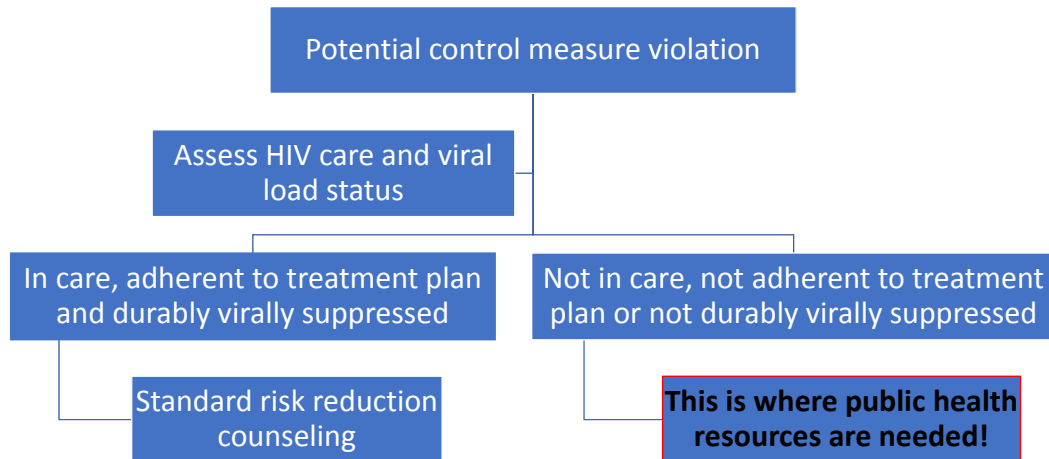 Potential control measure violation
Assess HIV care and viral
load status
In care, adherent to treatment plan
and durably virally suppressed
Not in care, not adherent to treatment
plan or not durably virally suppressed
Standard risk reduction
counseling
This is where public health
resources are needed!